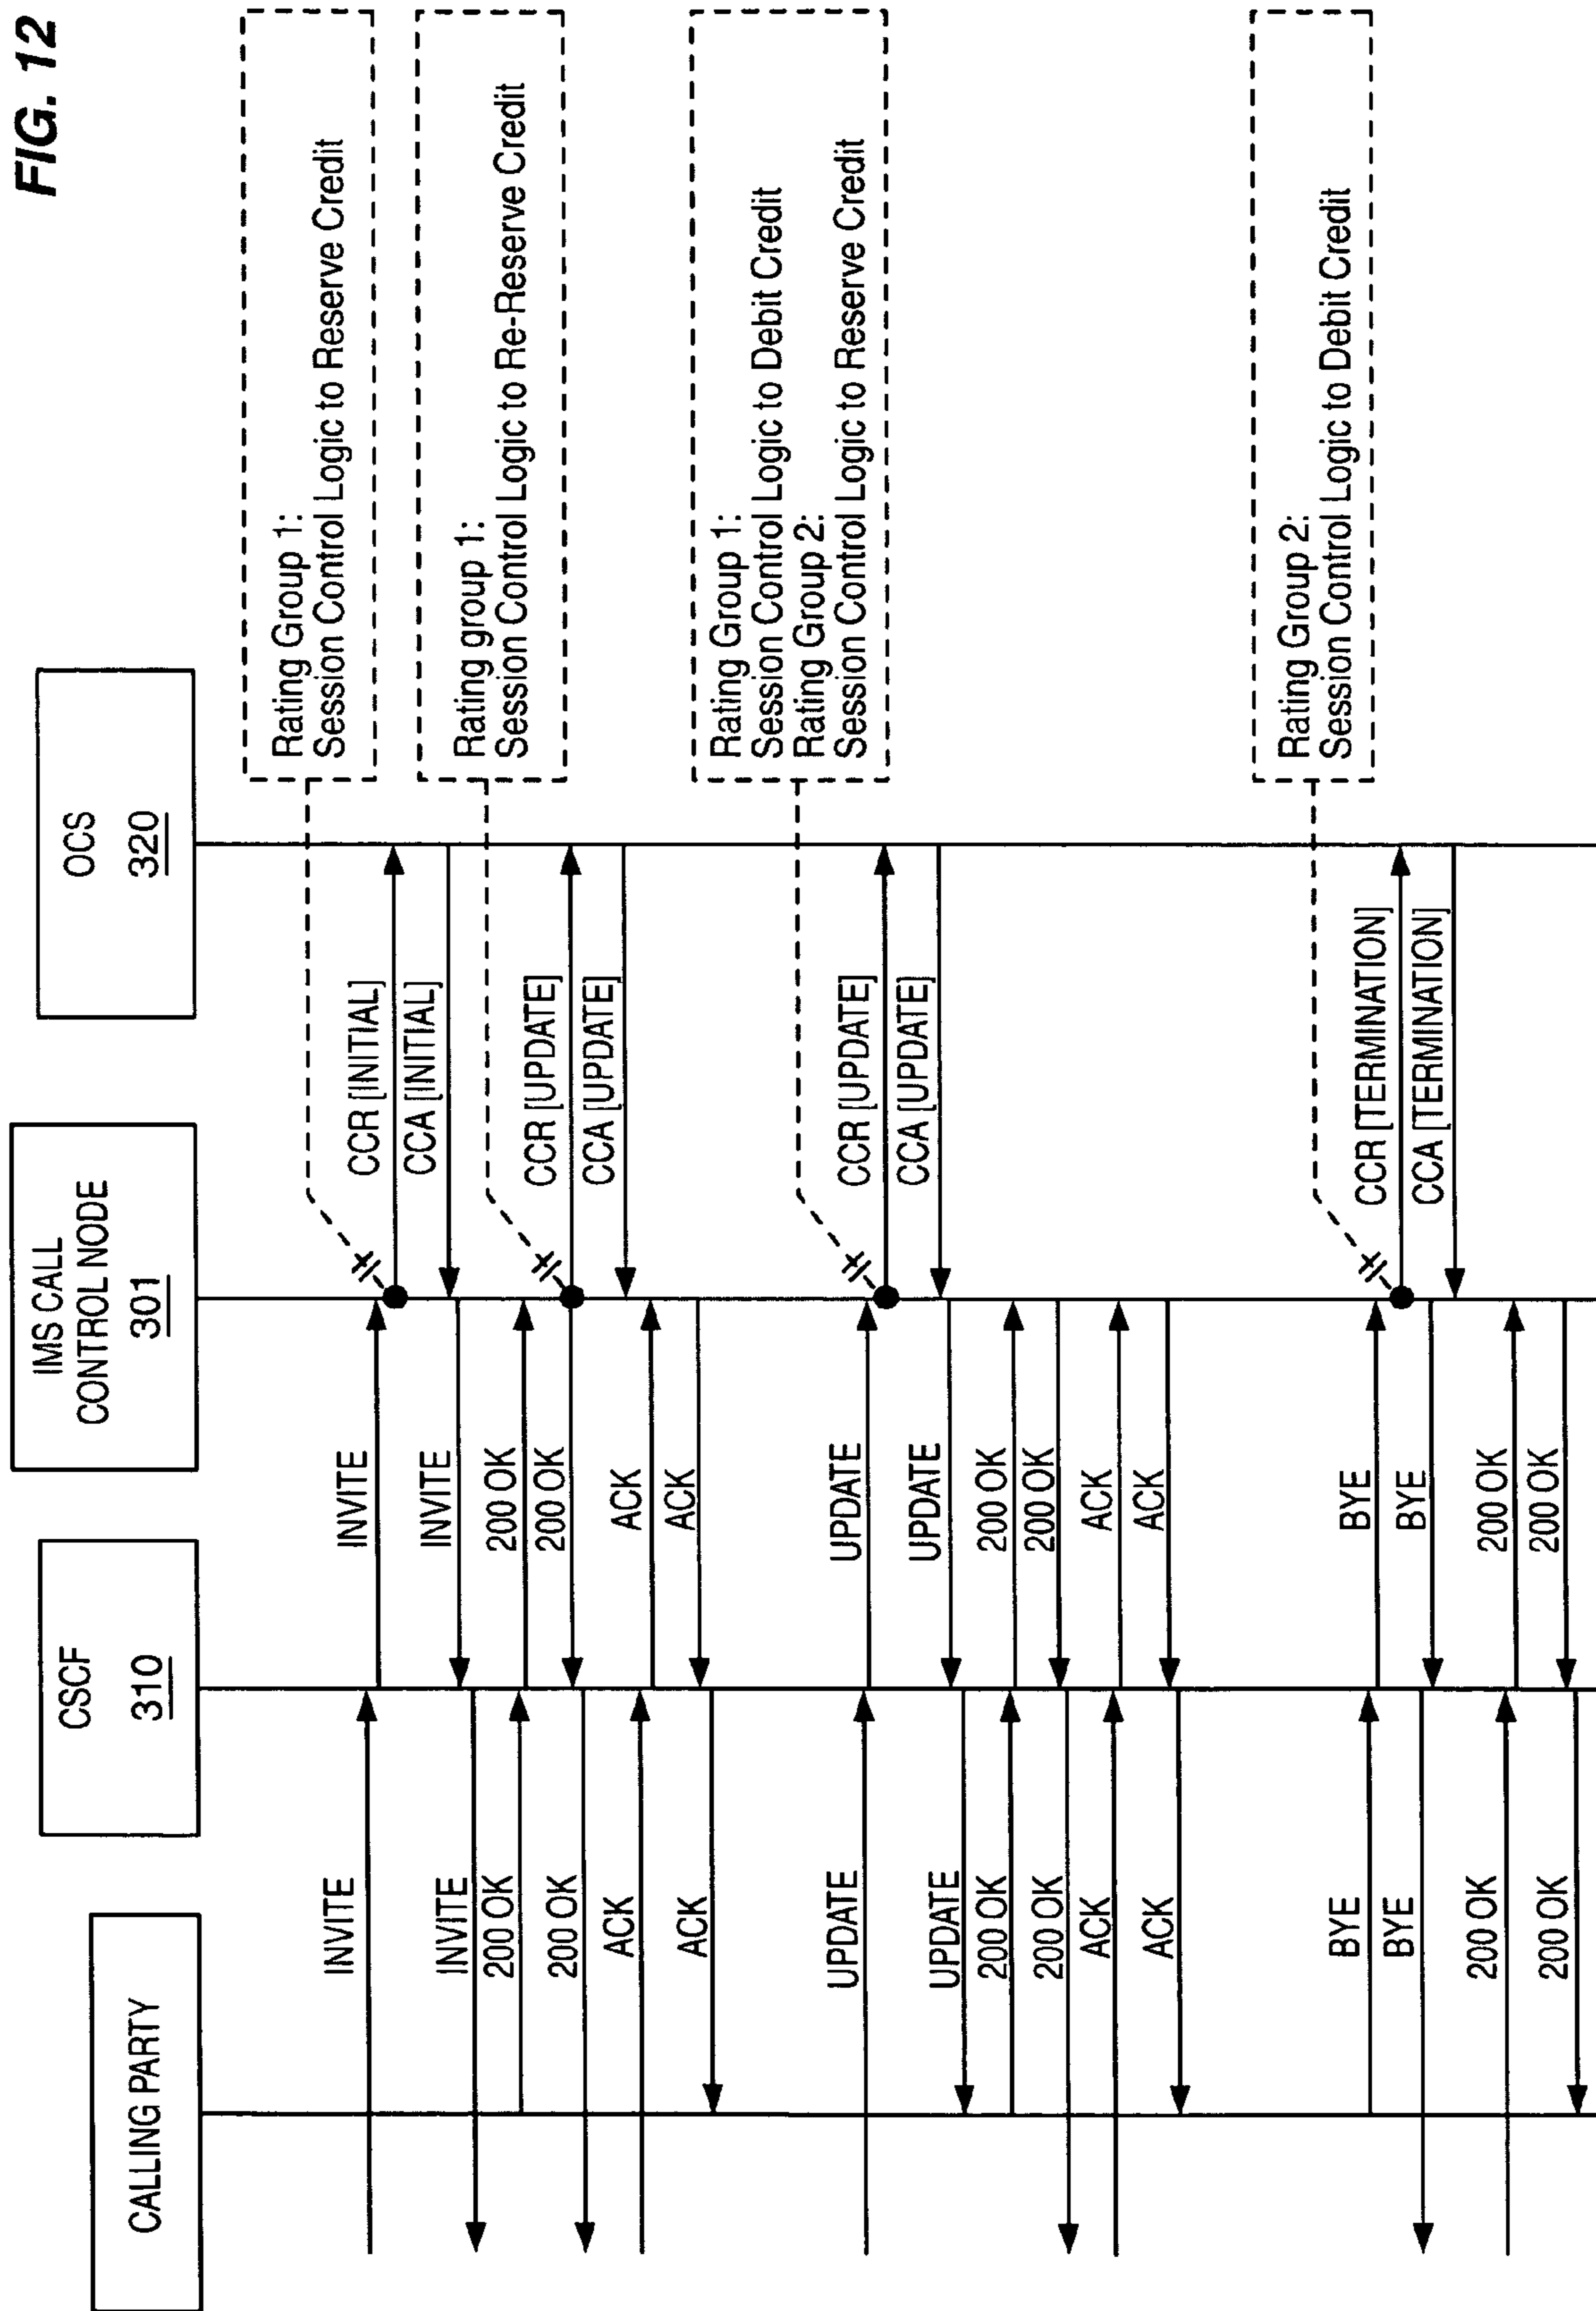 FIG. 12
CALLING PARTY
CSCF
310
IMS CALL
CONTROL NODE
301
OCS
320
INVITE
INVITE
Rating Group 1:
Session Control Logic to Reserve Credit
CCR [INITIAL]
CCA [INITIAL]
INVITE
INVITE
200 OK
200 OK
Rating group 1:
Session Control Logic to Re-Reserve Credit
CCR [UPDATE]
CCA [UPDATE]
200 OK
200 OK
ACK
ACK
ACK
ACK
UPDATE
UPDATE
Rating Group 1:
Session Control Logic to Debit Credit
Rating Group 2:
Session Control Logic to Reserve Credit
CCR [UPDATE]
CCA [UPDATE]
UPDATE
UPDATE
200 OK
200 OK
200 OK
200 OK
ACK
ACK
ACK
ACK
BYE
BYE
Rating Group 2:
Session Control Logic to Debit Credit
CCR [TERMINATION]
CCA [TERMINATION]
BYE
BYE
200 OK
200 OK
200 OK
200 OK